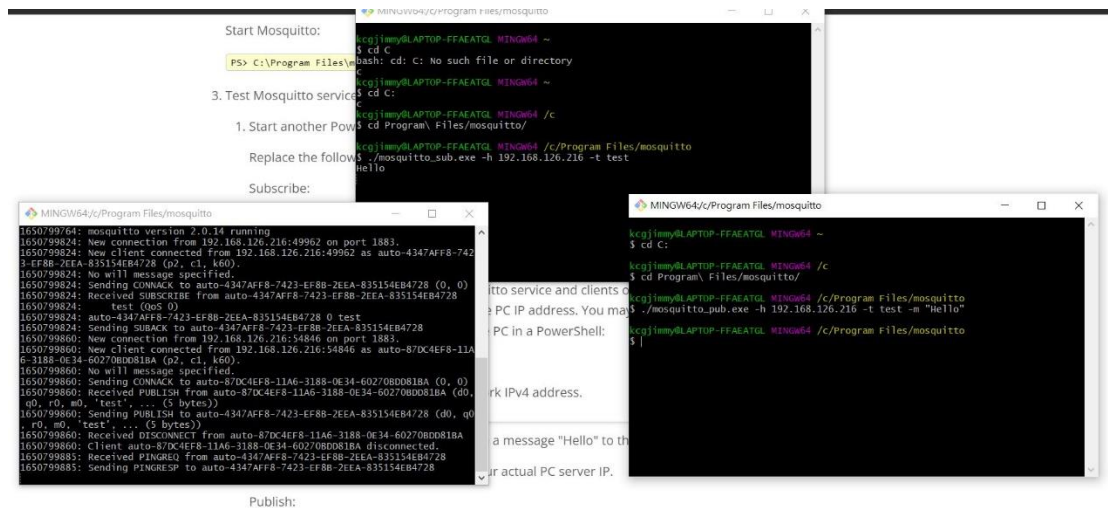 MINGW64:/c/Program Files/mosquitto
Start Mosquitto:
PS> C:\Program Files\m
3. Test Mosquitto service
1. Start another Pow
Replace the follow
Subscribe:
kcgjimmy@LAPTOP-FFAEATGL MINGW64 ~
$ cd C
bash: cd: C: No such file or directory
c
kcgjimmy@LAPTOP-FFAEATGL MINGW64 ~
$ cd C:
c
kcgjimmy@LAPTOP-FFAEATGL MINGW64 /c
$ cd Program\ Files/mosquitto/
kcgjimmy@LAPTOP-FFAEATGL MINGW64 /c/Program Files/mosquitto
$ ./mosquitto_sub.exe -h 192.168.126.216 -t test
Hello
MINGW64:/c/Program Files/mosquitto
1650799764: mosquitto version 2.0.14 running
1650799824: New connection from 192.168.126.216:49962 on port 1883.
1650799824: New client connected from 192.168.126.216:49962 as auto-4347AFF8-742
3-EF8B-2EEA-835154EB4728 (p2, c1, k60).
1650799824: No will message specified.
1650799824: Sending CONNACK to auto-4347AFF8-7423-EF8B-2EEA-835154EB4728 (0, 0)
1650799824: Received SUBSCRIBE from auto-4347AFF8-7423-EF8B-2EEA-835154EB4728
1650799824: test (QoS 0)
1650799824: auto-4347AFF8-7423-EF8B-2EEA-835154EB4728 0 test
1650799824: Sending SUBACK to auto-4347AFF8-7423-EF8B-2EEA-835154EB4728
1650799860: New connection from 192.168.126.216:54846 on port 1883.
1650799860: New client connected from 192.168.126.216:54846 as auto-87DC4EF8-11A
6-3188-0E34-60270BDD81BA (p2, c1, k60).
1650799860: No will message specified.
1650799860: Sending CONNACK to auto-87DC4EF8-11A6-3188-0E34-60270BDD81BA (0, 0)
1650799860: Received PUBLISH from auto-87DC4EF8-11A6-3188-0E34-60270BDD81BA (d0,
q0, r0, m0, 'test', ... (5 bytes))
1650799860: Sending PUBLISH to auto-4347AFF8-7423-EF8B-2EEA-835154EB4728 (d0, q0
, r0, m0, 'test', ... (5 bytes))
1650799860: Received DISCONNECT from auto-87DC4EF8-11A6-3188-0E34-60270BDD81BA
1650799860: Client auto-87DC4EF8-11A6-3188-0E34-60270BDD81BA disconnected.
1650799885: Received PINGREQ from auto-4347AFF8-7423-EF8B-2EEA-835154EB4728
1650799885: Sending PINGRESP to auto-4347AFF8-7423-EF8B-2EEA-835154EB4728
itto service and clients o
e PC IP address. You may
e PC in a PowerShell:
rk IPv4 address.
a message "Hello" to th
ur actual PC server IP.
MINGW64:/c/Program Files/mosquitto
kcgjimmy@LAPTOP-FFAEATGL MINGW64 ~
$ cd C:
kcgjimmy@LAPTOP-FFAEATGL MINGW64 /c
$ cd Program\ Files/mosquitto/
kcgjimmy@LAPTOP-FFAEATGL MINGW64 /c/Program Files/mosquitto
$ ./mosquitto_pub.exe -h 192.168.126.216 -t test -m "Hello"
kcgjimmy@LAPTOP-FFAEATGL MINGW64 /c/Program Files/mosquitto
$
Publish: